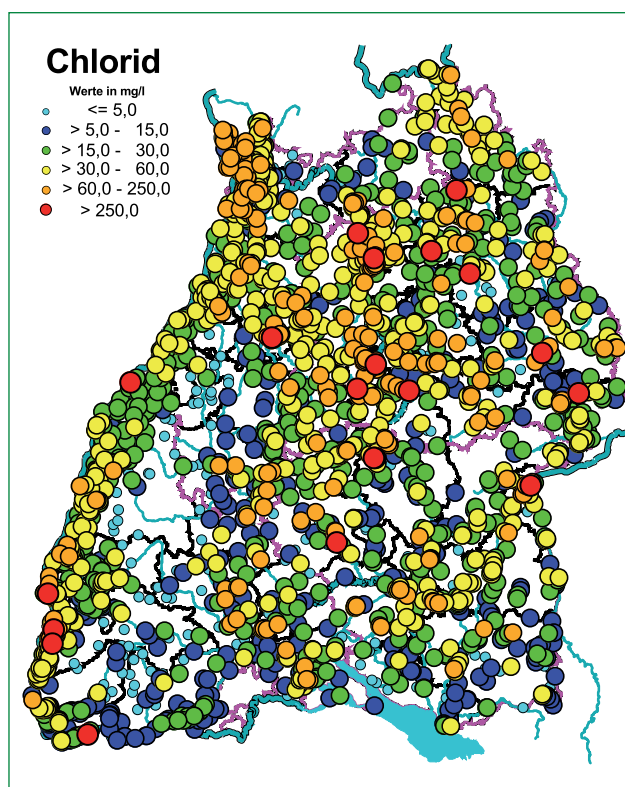 Chlorid
Werte in mg/l
<= 5,0
> 5,0 - 15,0
> 15,0 - 30,0
> 30,0 - 60,0
> 60,0 - 250,0
> 250,0